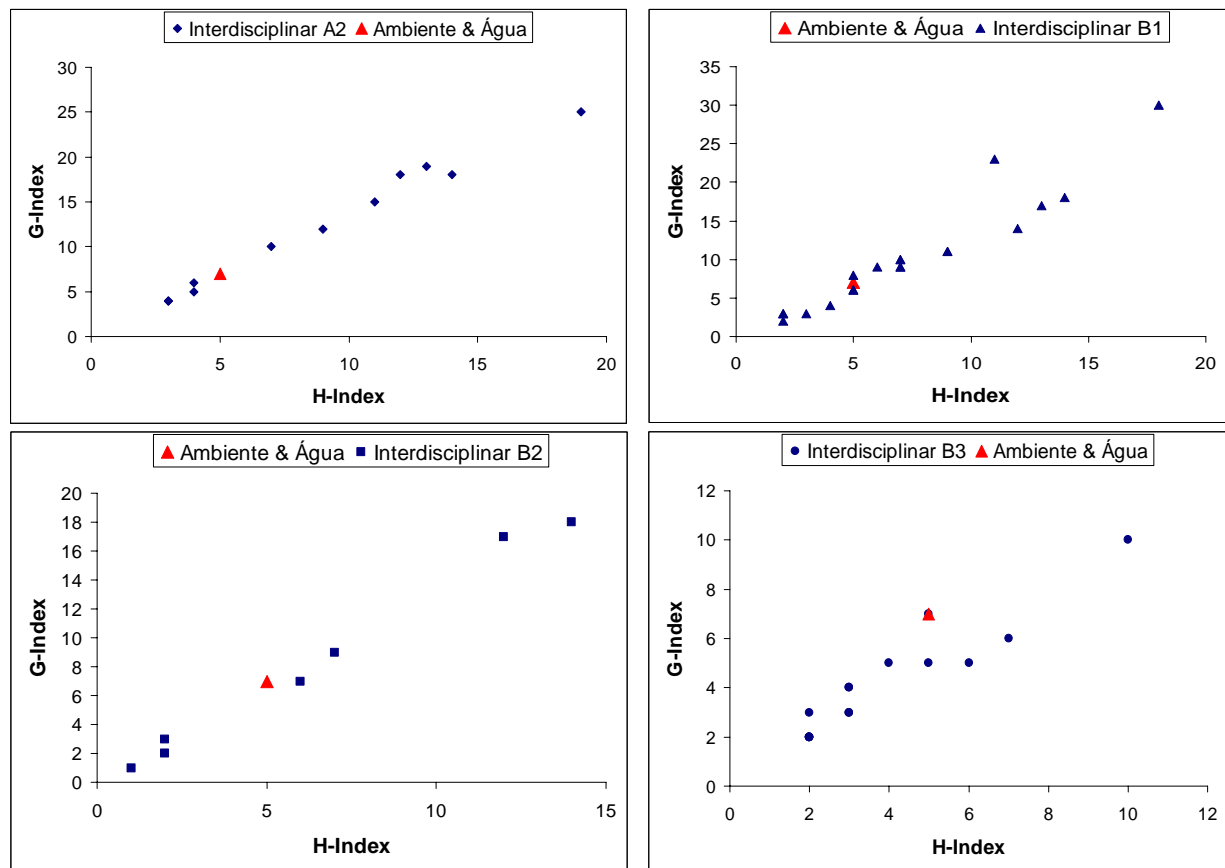 Interdisciplinar A2 Ambiente & Água
30
25
20
15
10
5
0
G-Index
0 5 10 15 20
H-Index
Ambiente & Água Interdisciplinar B1
35
30
25
20
15
10
5
0
G-Index
0 5 10 15 20
H-Index
Ambiente & Água Interdisciplinar B2
20
18
16
14
12
10
8
6
4
2
0
G-Index
0 5 10 15
H-Index
Interdisciplinar B3 Ambiente & Água
12
10
8
6
4
2
0
G-Index
0 2 4 6 8 10 12
H-Index